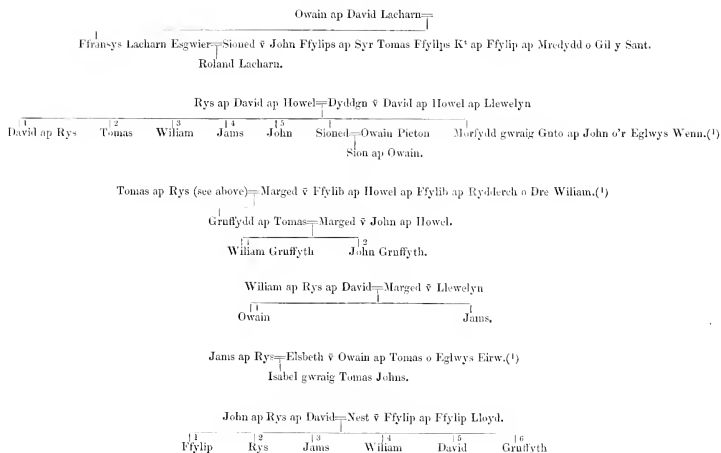 Owain ap David Lacharn
Ffransys Lacharn Esgwier Sioned ṽ John Ffylips ap Syr Tomas Ffyllps Kᵗ ap Ffylip ap Mredydd o Gil y Sant.
Roland Lacharn.
Rys ap David ap Howel Dyddgn ṽ David ap Howel ap Llewelyn
1 2 3 4 5
David ap Rys Tomas Wiliam Jams John Sioned Owain Picton Morfydd gwraig Guto ap John o'r Eglwys Wenn.(¹)
Sion ap Owain.
Tomas ap Rys (see above) Marged ṽ Ffylib ap Howel ap Ffylib ap Rydderch o Dre Wiliam.(¹)
Gruffydd ap Tomas Marged ṽ John ap Howel.
1 2
Wiliam Gruffyth John Gruffyth.
Wiliam ap Rys ap David Marged ṽ Llewelyn
1
Owain Jams.
Jams ap Rys Elsbeth ṽ Owain ap Tomas o Eglwys Eirw.(¹)
Isabel gwraig Tomas Johns.
John ap Rys ap David Nest ṽ Ffylip ap Ffylip Lloyd.
1 2 3 4 5 6
Ffylip Rys Jams Wiliam David Gruffyth